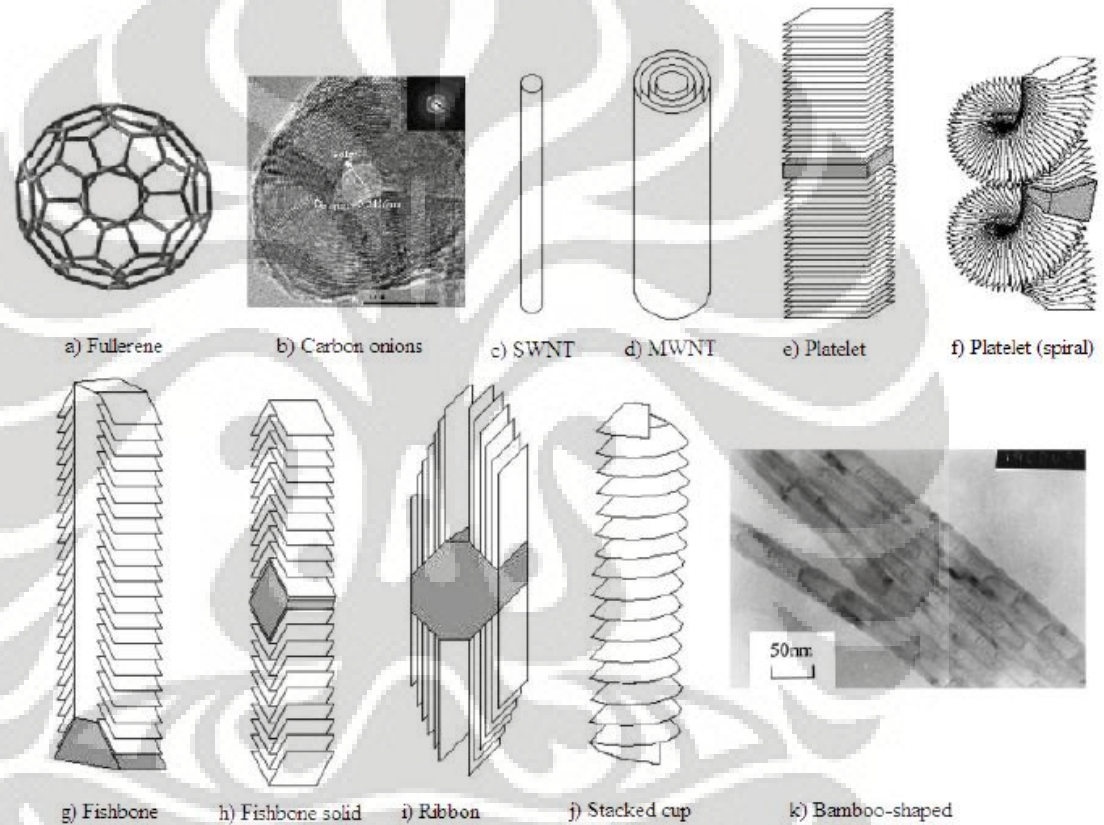 a) Fullerene
b) Carbon onions
c) SWNT
d) MWNT
e) Platelet
f) Platelet (spiral)
50nm
g) Fishbone
h) Fishbone solid
i) Ribbon
j) Stacked cup
k) Bamboo-shaped